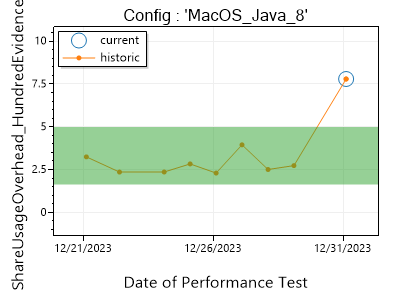 Config : 'MacOS_Java_8'
ShareUsageOverhead_HundredEvidence
current
historic
10
7.5
5
2.5
0
12/21/2023
12/26/2023
12/31/2023
Date of Performance Test